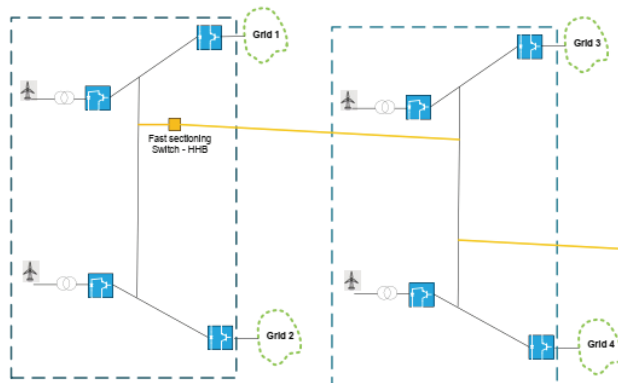 Grid 1
Grid 3
Fast sectioning
Switch - HHB
Grid 2
Grid 4